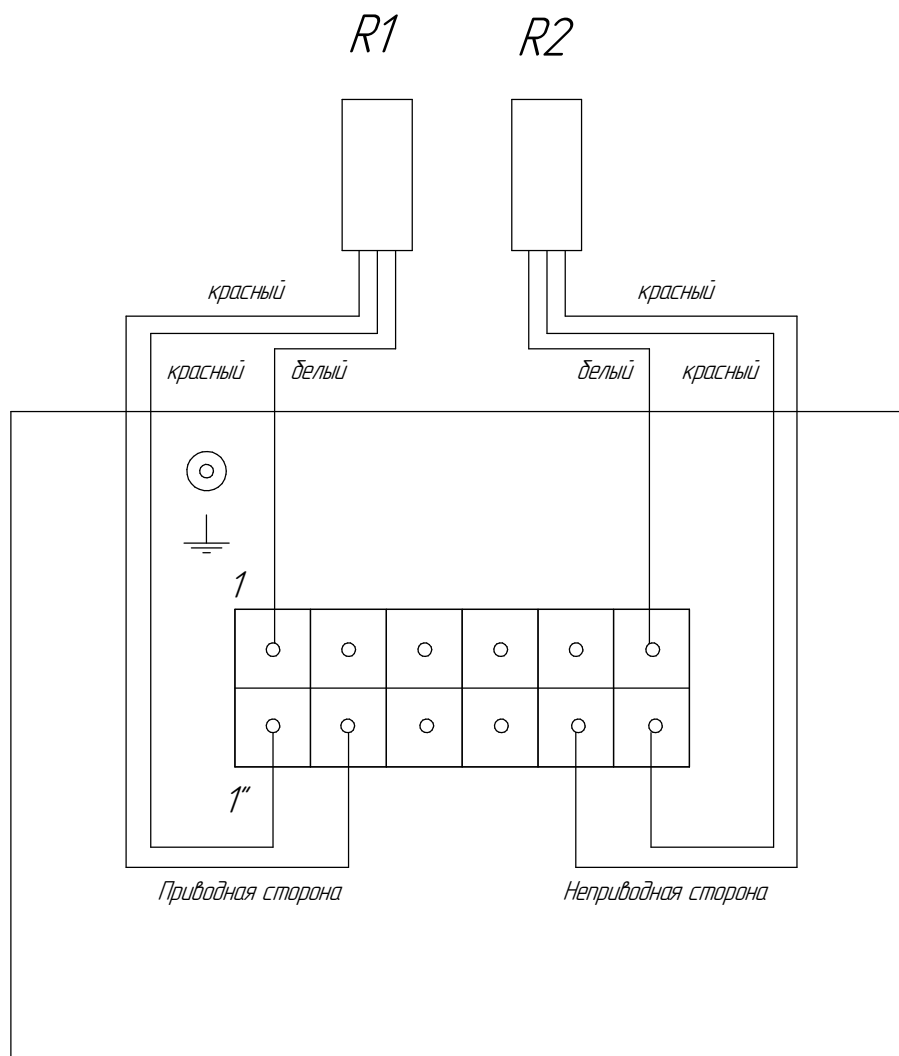 R1 R2
красный красный
красный белый белый красный
1
1"
Приводная сторона Неприводная сторона